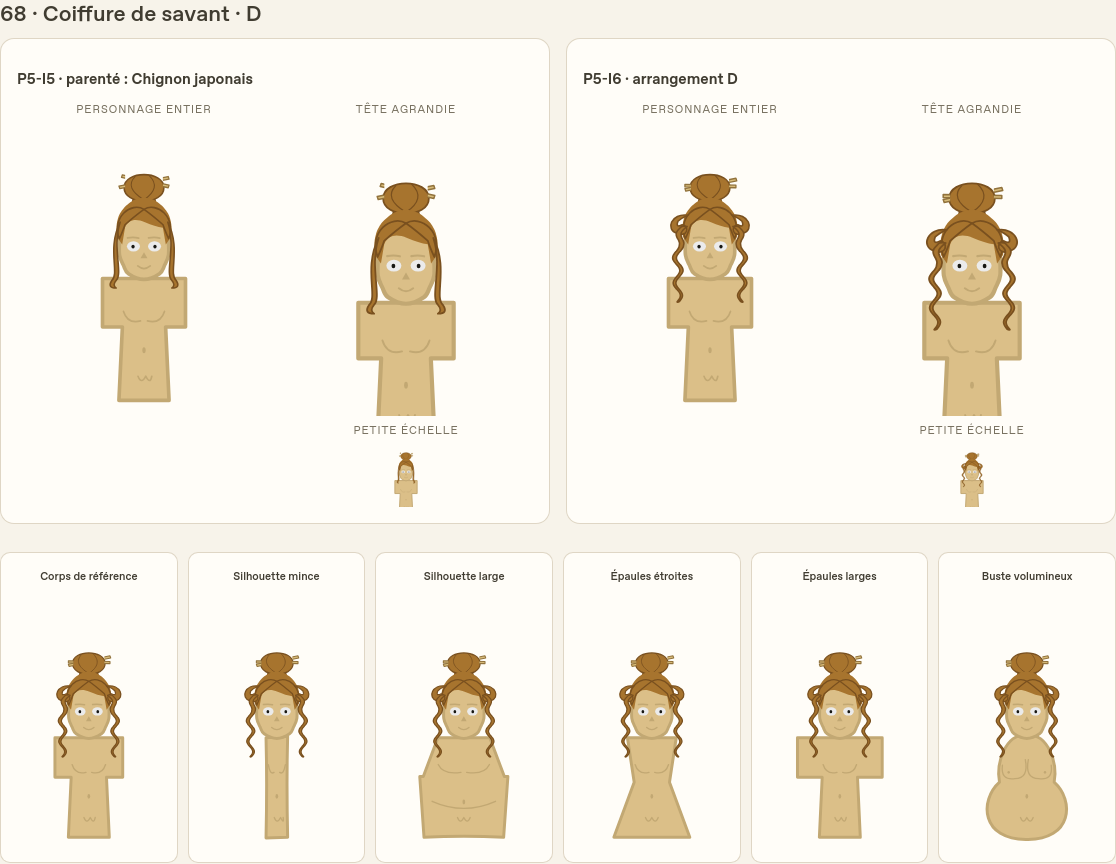 68 · Coiffure de savant · D
P5-I5 · parenté : Chignon japonais
PERSONNAGE ENTIER
TÊTE AGRANDIE
PETITE ÉCHELLE
P5-I6 · arrangement D
PERSONNAGE ENTIER
TÊTE AGRANDIE
PETITE ÉCHELLE
Corps de référence
Silhouette mince
Silhouette large
Épaules étroites
Épaules larges
Buste volumineux